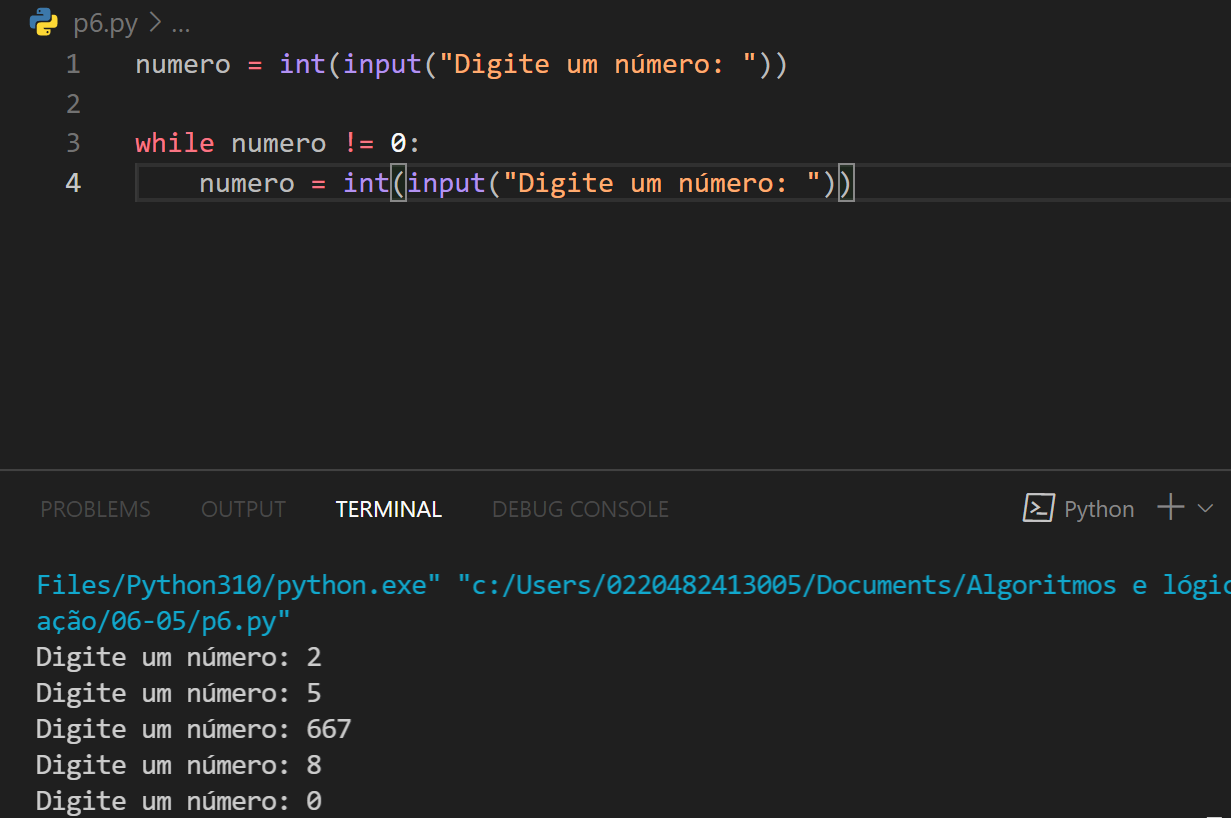 p6.py > ...
1 numero = int(input("Digite um número: "))
2
3 while numero != 0:
4 numero = int(input("Digite um número: "))
PROBLEMS OUTPUT TERMINAL DEBUG CONSOLE Python
Files/Python310/python.exe" "c:/Users/0220482413005/Documents/Algoritmos e lógic
ação/06-05/p6.py"
Digite um número: 2
Digite um número: 5
Digite um número: 667
Digite um número: 8
Digite um número: 0